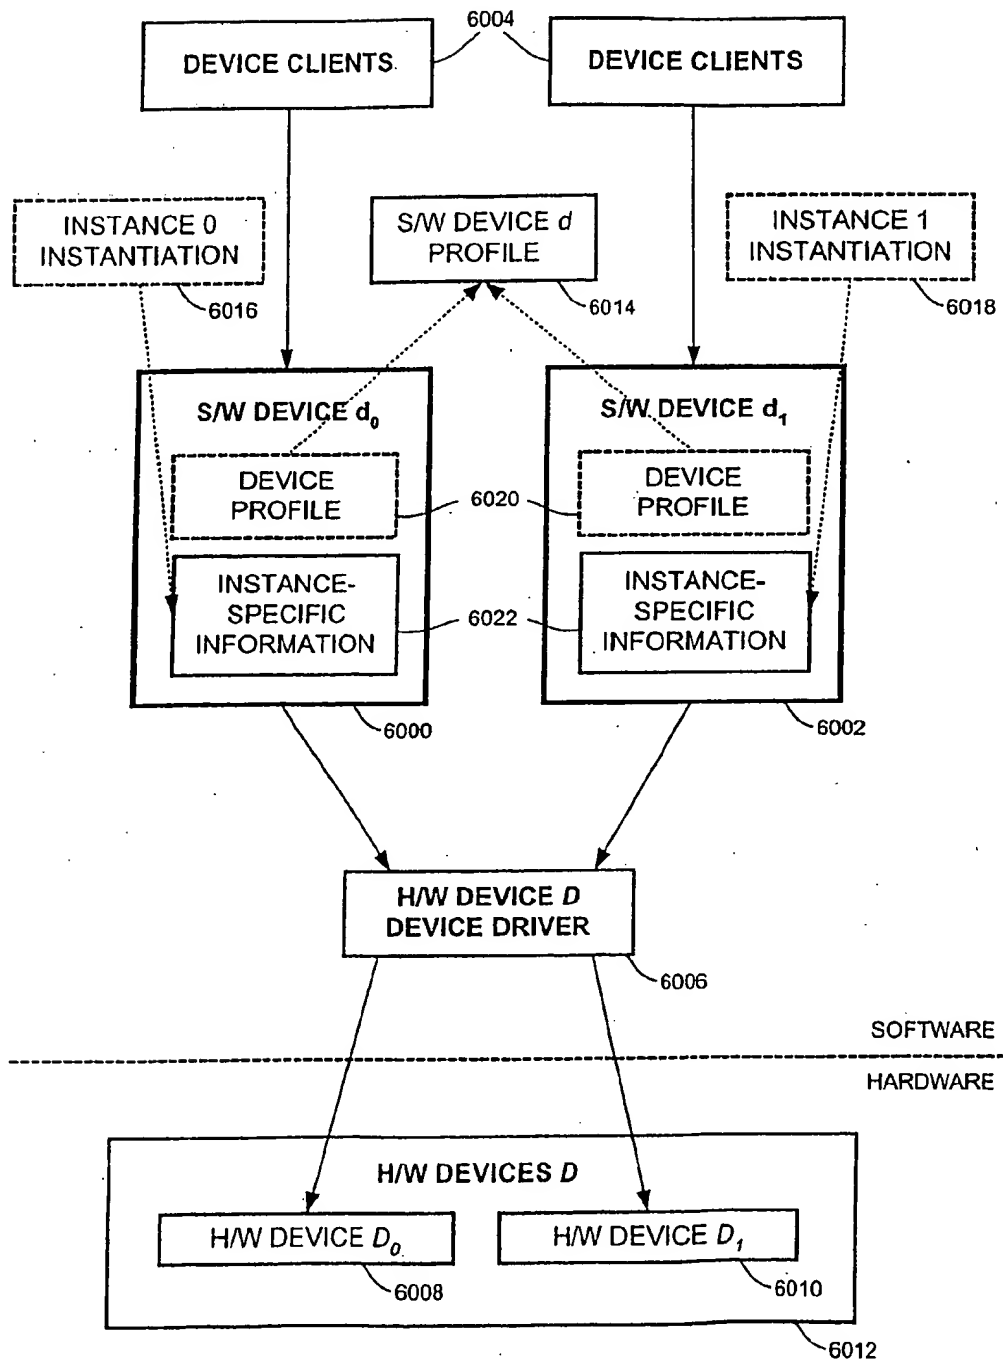 6004
DEVICE CLIENTS
DEVICE CLIENTS
INSTANCE 0
INSTANTIATION
6016
S/W DEVICE d
PROFILE
6014
INSTANCE 1
INSTANTIATION
6018
S/W DEVICE d₀
DEVICE
PROFILE
6020
INSTANCE-
SPECIFIC
INFORMATION
6022
6000
S/W DEVICE d₁
DEVICE
PROFILE
INSTANCE-
SPECIFIC
INFORMATION
6002
H/W DEVICE D
DEVICE DRIVER
6006
SOFTWARE
HARDWARE
H/W DEVICES D
H/W DEVICE D₀
6008
H/W DEVICE D₁
6010
6012